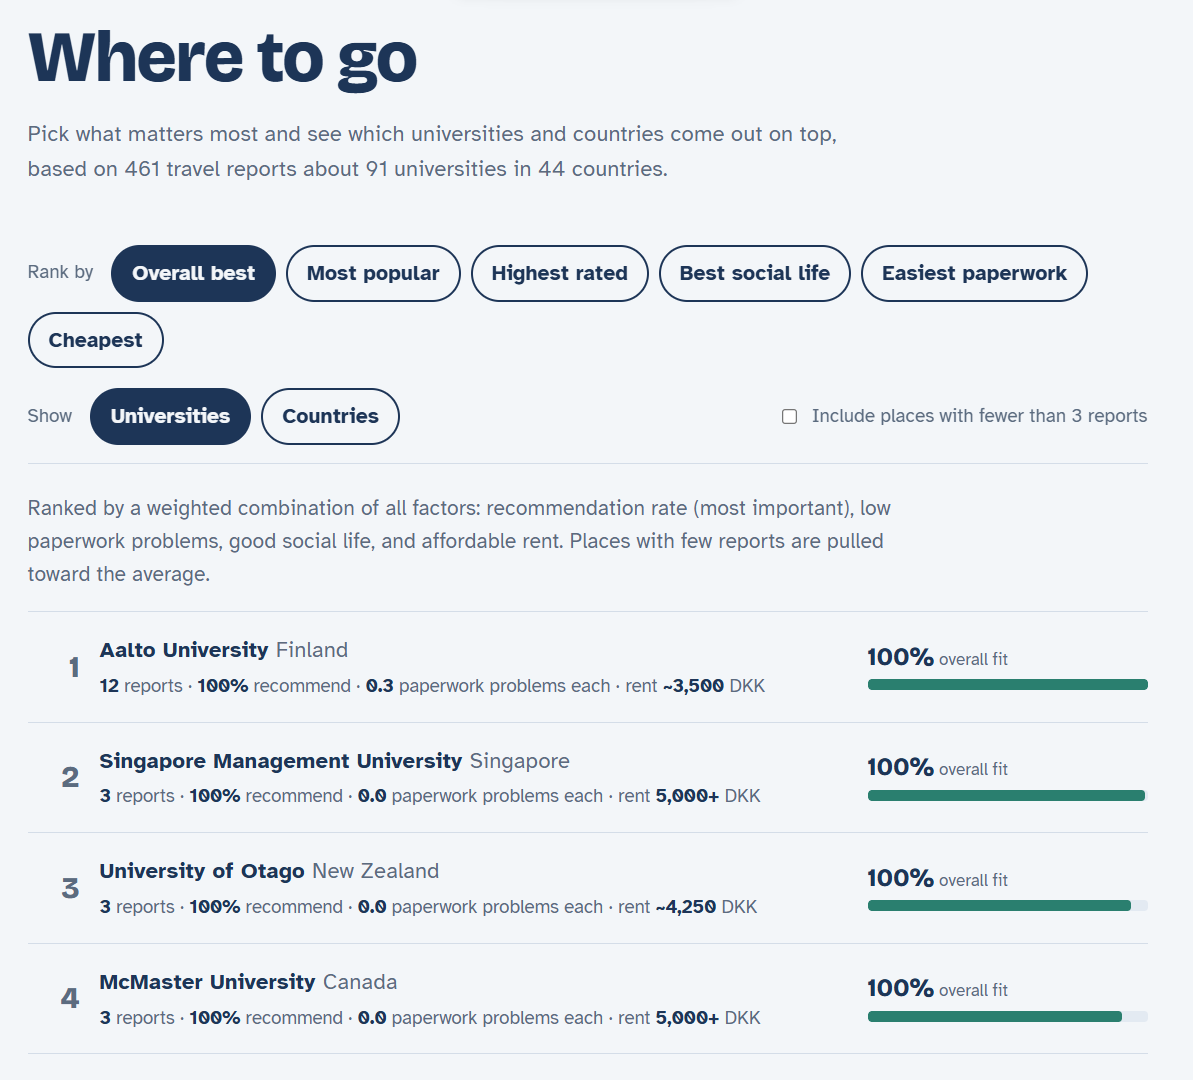 Where to go
Pick what matters most and see which universities and countries come out on top,
based on 461 travel reports about 91 universities in 44 countries.
Rank by Overall best Most popular Highest rated Best social life Easiest paperwork
Cheapest
Show Universities Countries Include places with fewer than 3 reports
Ranked by a weighted combination of all factors: recommendation rate (most important), low
paperwork problems, good social life, and affordable rent. Places with few reports are pulled
toward the average.
1 Aalto University Finland 100% overall fit
12 reports · 100% recommend · 0.3 paperwork problems each · rent ~3,500 DKK
2 Singapore Management University Singapore 100% overall fit
3 reports · 100% recommend · 0.0 paperwork problems each · rent 5,000+ DKK
3 University of Otago New Zealand 100% overall fit
3 reports · 100% recommend · 0.0 paperwork problems each · rent ~4,250 DKK
4 McMaster University Canada 100% overall fit
3 reports · 100% recommend · 0.0 paperwork problems each · rent 5,000+ DKK